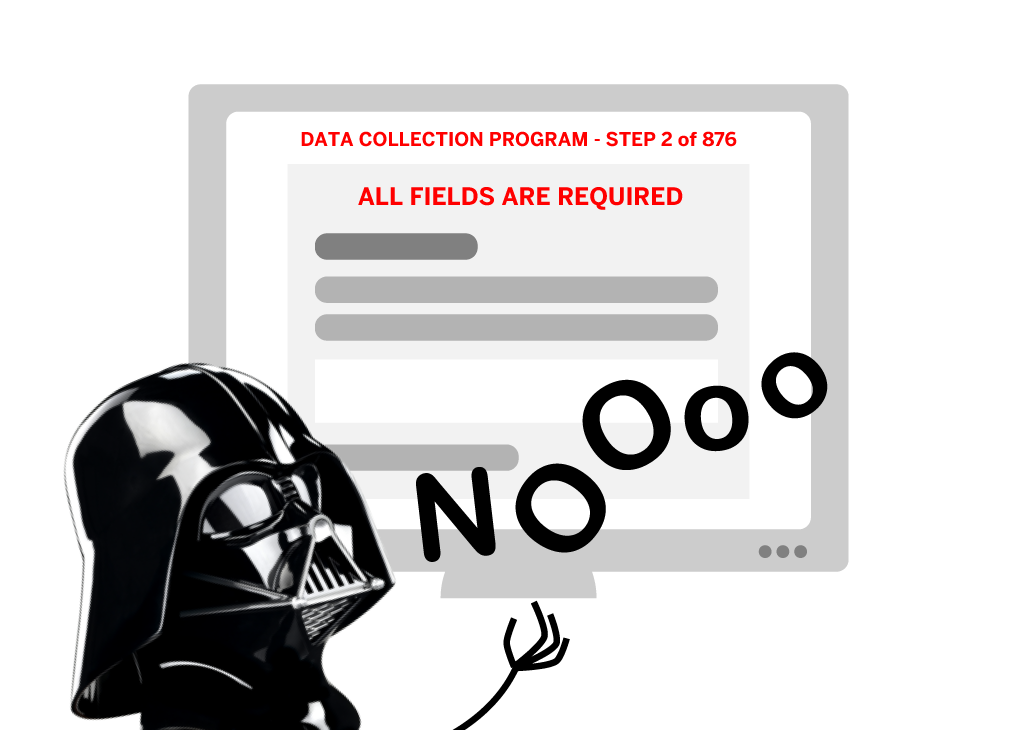 DATA COLLECTION PROGRAM - STEP 2 of 876
ALL FIELDS ARE REQUIRED
NOOoo